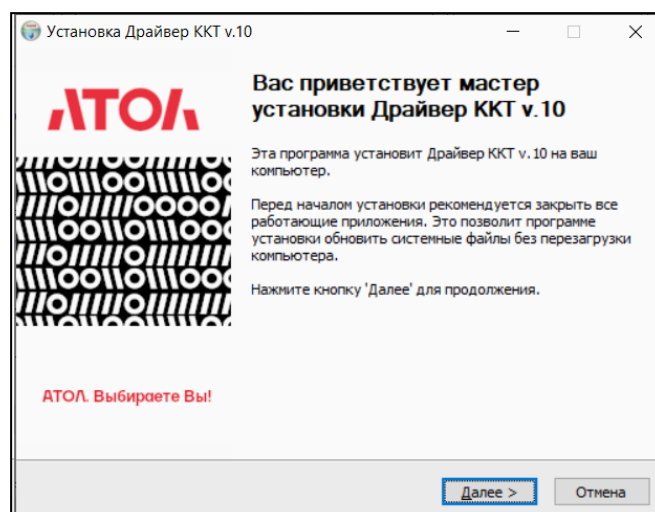 Установка Драйвер ККТ v.10
АТОЛ
Вас приветствует мастер
установки Драйвер ККТ v.10
Эта программа установит Драйвер ККТ v.10 на ваш
компьютер.
Перед началом установки рекомендуется закрыть все
работающие приложения. Это позволит программе
установки обновить системные файлы без перезагрузки
компьютера.
Нажмите кнопку 'Далее' для продолжения.
АТОЛ. Выбираете Вы!
Далее >
Отмена